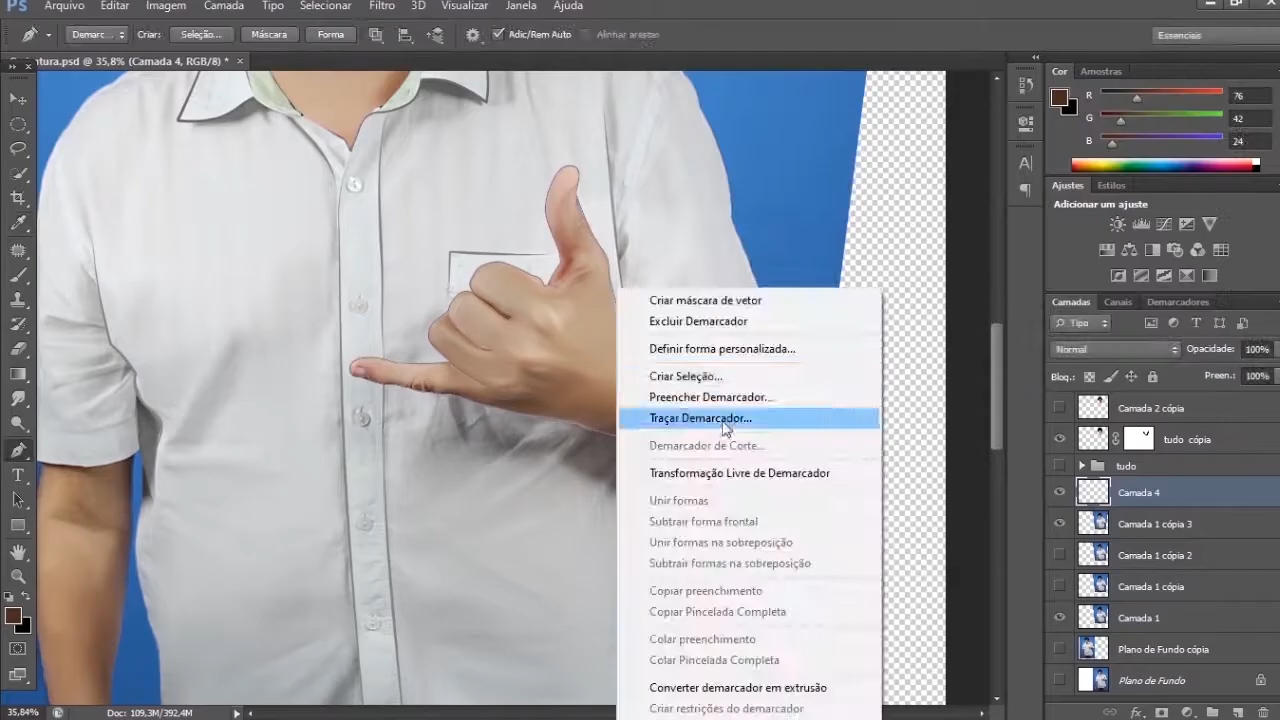 Ps Arquivo Editar Imagem Camada Tipo Selecionar Filtro 3D Visualizar Janela Ajuda
Demarc... Criar: Seleção... Máscara Forma Adic/Rem Auto Alinhar arestas Essenciais
tura.psd @ 35,8% (Camada 4, RGB/8) *
Cor Amostras
R 76
G 42
B 24
Ajustes Estilos
Adicionar um ajuste
Camadas Canais Demarcadores
Tipo
Normal Opacidade: 100%
Bloq.: Preen.: 100%
Camada 2 cópia
tudo cópia
tudo
Camada 4
Camada 1 cópia 3
Camada 1 cópia 2
Camada 1 cópia
Camada 1
Plano de Fundo cópia
Plano de Fundo
Criar máscara de vetor
Excluir Demarcador
Definir forma personalizada...
Criar Seleção...
Preencher Demarcador...
Traçar Demarcador...
Demarcador de Corte...
Transformação Livre de Demarcador
Unir formas
Subtrair forma frontal
Unir formas na sobreposição
Subtrair formas na sobreposição
Copiar preenchimento
Copiar Pincelada Completa
Colar preenchimento
Colar Pincelada Completa
Converter demarcador em extrusão
Criar restrições do demarcador
35,84% Doc: 109,3M/392,4M